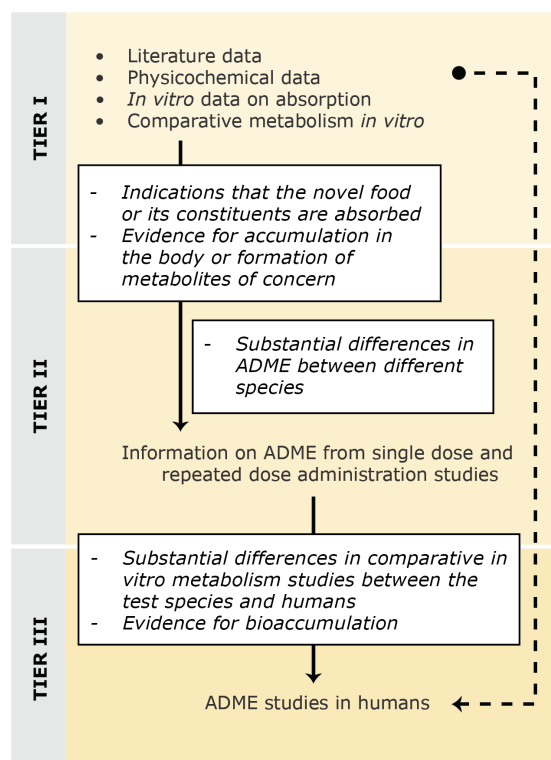 TIER I
• Literature data
• Physicochemical data
• In vitro data on absorption
• Comparative metabolism in vitro
- Indications that the novel food
or its constituents are absorbed
- Evidence for accumulation in
the body or formation of
metabolites of concern
TIER II
- Substantial differences in
ADME between different
species
Information on ADME from single dose and
repeated dose administration studies
- Substantial differences in comparative in
vitro metabolism studies between the
test species and humans
- Evidence for bioaccumulation
TIER III
ADME studies in humans